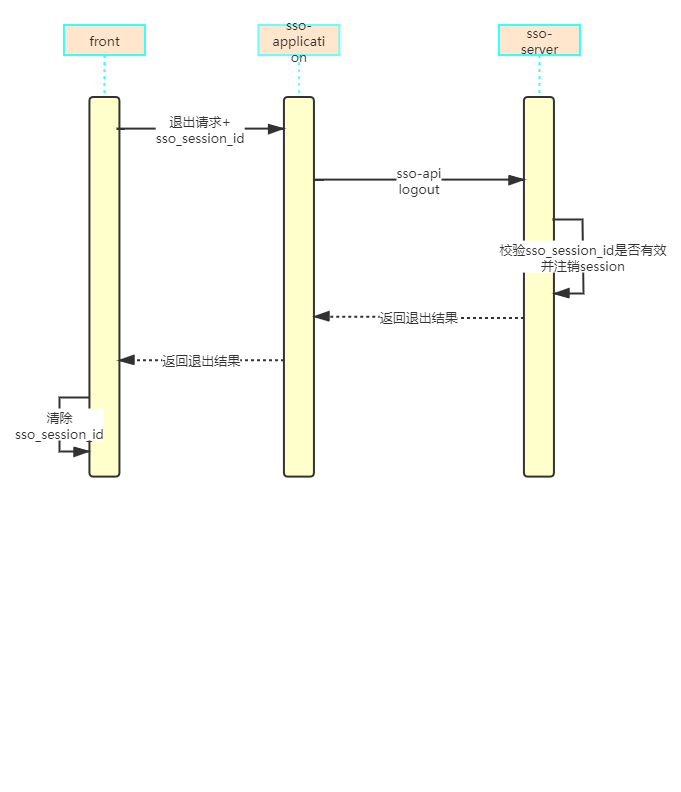 front
sso-
applicati
on
sso-
server
退出请求+
sso_session_id
sso-api
logout
校验sso_session_id是否有效
并注销session
返回退出结果
返回退出结果
清除
sso_session_id